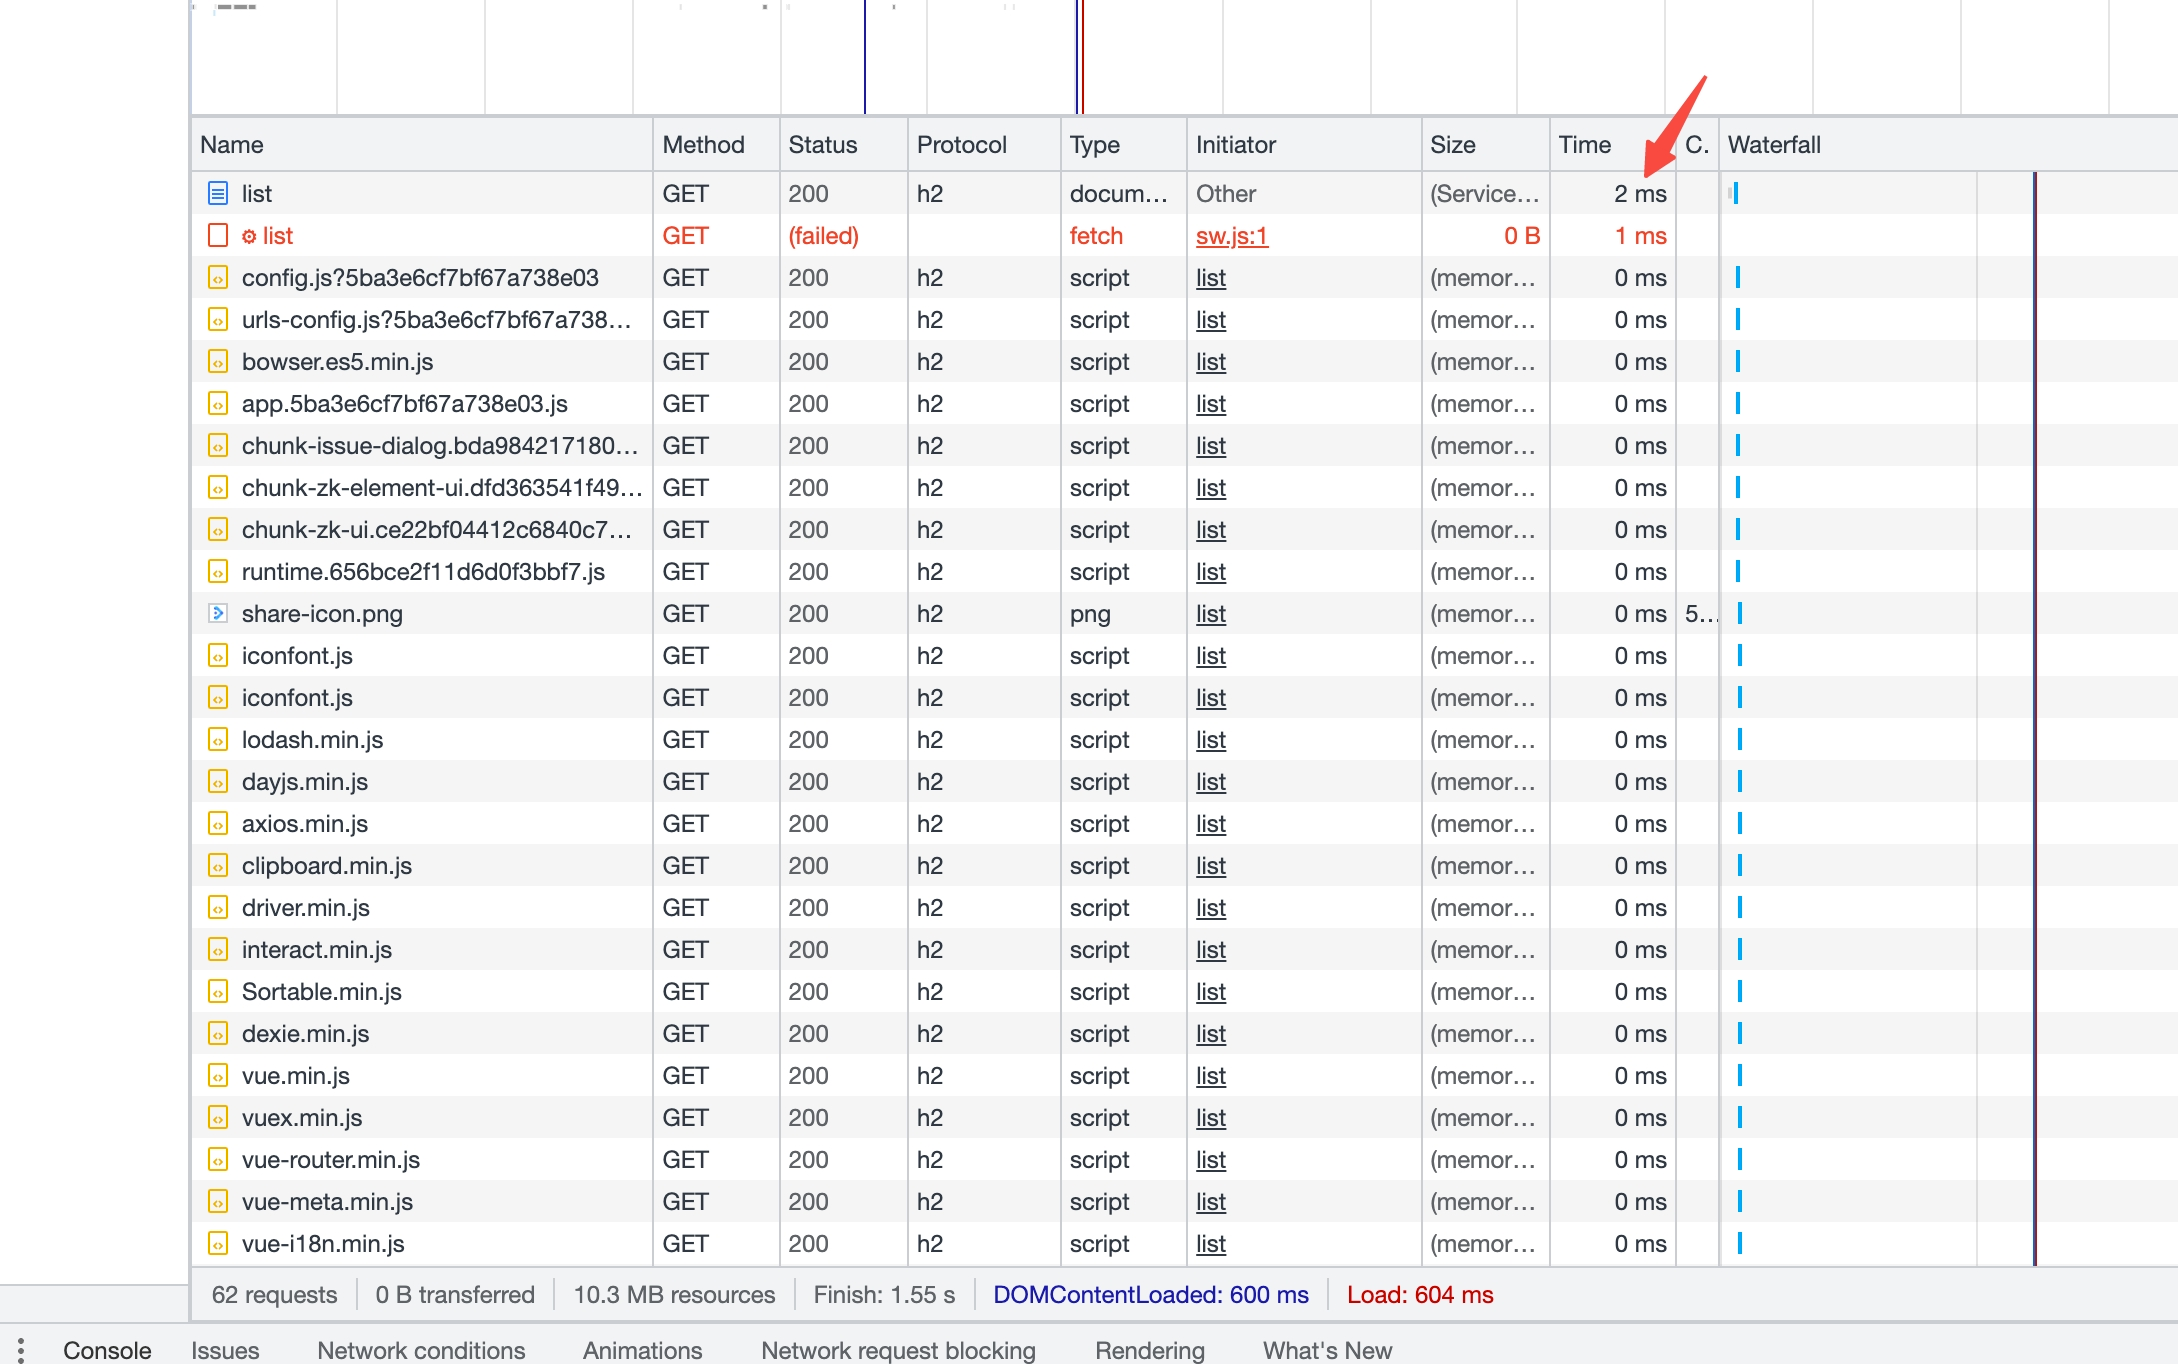 Name Method Status Protocol Type Initiator Size Time C. Waterfall
list GET 200 h2 docum... Other (Service... 2 ms
list GET (failed) fetch sw.js:1 0 B 1 ms
config.js?5ba3e6cf7bf67a738e03 GET 200 h2 script list (memor... 0 ms
urls-config.js?5ba3e6cf7bf67a738... GET 200 h2 script list (memor... 0 ms
bowser.es5.min.js GET 200 h2 script list (memor... 0 ms
app.5ba3e6cf7bf67a738e03.js GET 200 h2 script list (memor... 0 ms
chunk-issue-dialog.bda984217180... GET 200 h2 script list (memor... 0 ms
chunk-zk-element-ui.dfd363541f49... GET 200 h2 script list (memor... 0 ms
chunk-zk-ui.ce22bf04412c6840c7... GET 200 h2 script list (memor... 0 ms
runtime.656bce2f11d6d0f3bbf7.js GET 200 h2 script list (memor... 0 ms
share-icon.png GET 200 h2 png list (memor... 0 ms 5...
iconfont.js GET 200 h2 script list (memor... 0 ms
iconfont.js GET 200 h2 script list (memor... 0 ms
lodash.min.js GET 200 h2 script list (memor... 0 ms
dayjs.min.js GET 200 h2 script list (memor... 0 ms
axios.min.js GET 200 h2 script list (memor... 0 ms
clipboard.min.js GET 200 h2 script list (memor... 0 ms
driver.min.js GET 200 h2 script list (memor... 0 ms
interact.min.js GET 200 h2 script list (memor... 0 ms
Sortable.min.js GET 200 h2 script list (memor... 0 ms
dexie.min.js GET 200 h2 script list (memor... 0 ms
vue.min.js GET 200 h2 script list (memor... 0 ms
vuex.min.js GET 200 h2 script list (memor... 0 ms
vue-router.min.js GET 200 h2 script list (memor... 0 ms
vue-meta.min.js GET 200 h2 script list (memor... 0 ms
vue-i18n.min.js GET 200 h2 script list (memor... 0 ms
62 requests 0 B transferred 10.3 MB resources Finish: 1.55 s DOMContentLoaded: 600 ms Load: 604 ms
Console Issues Network conditions Animations Network request blocking Rendering What's New